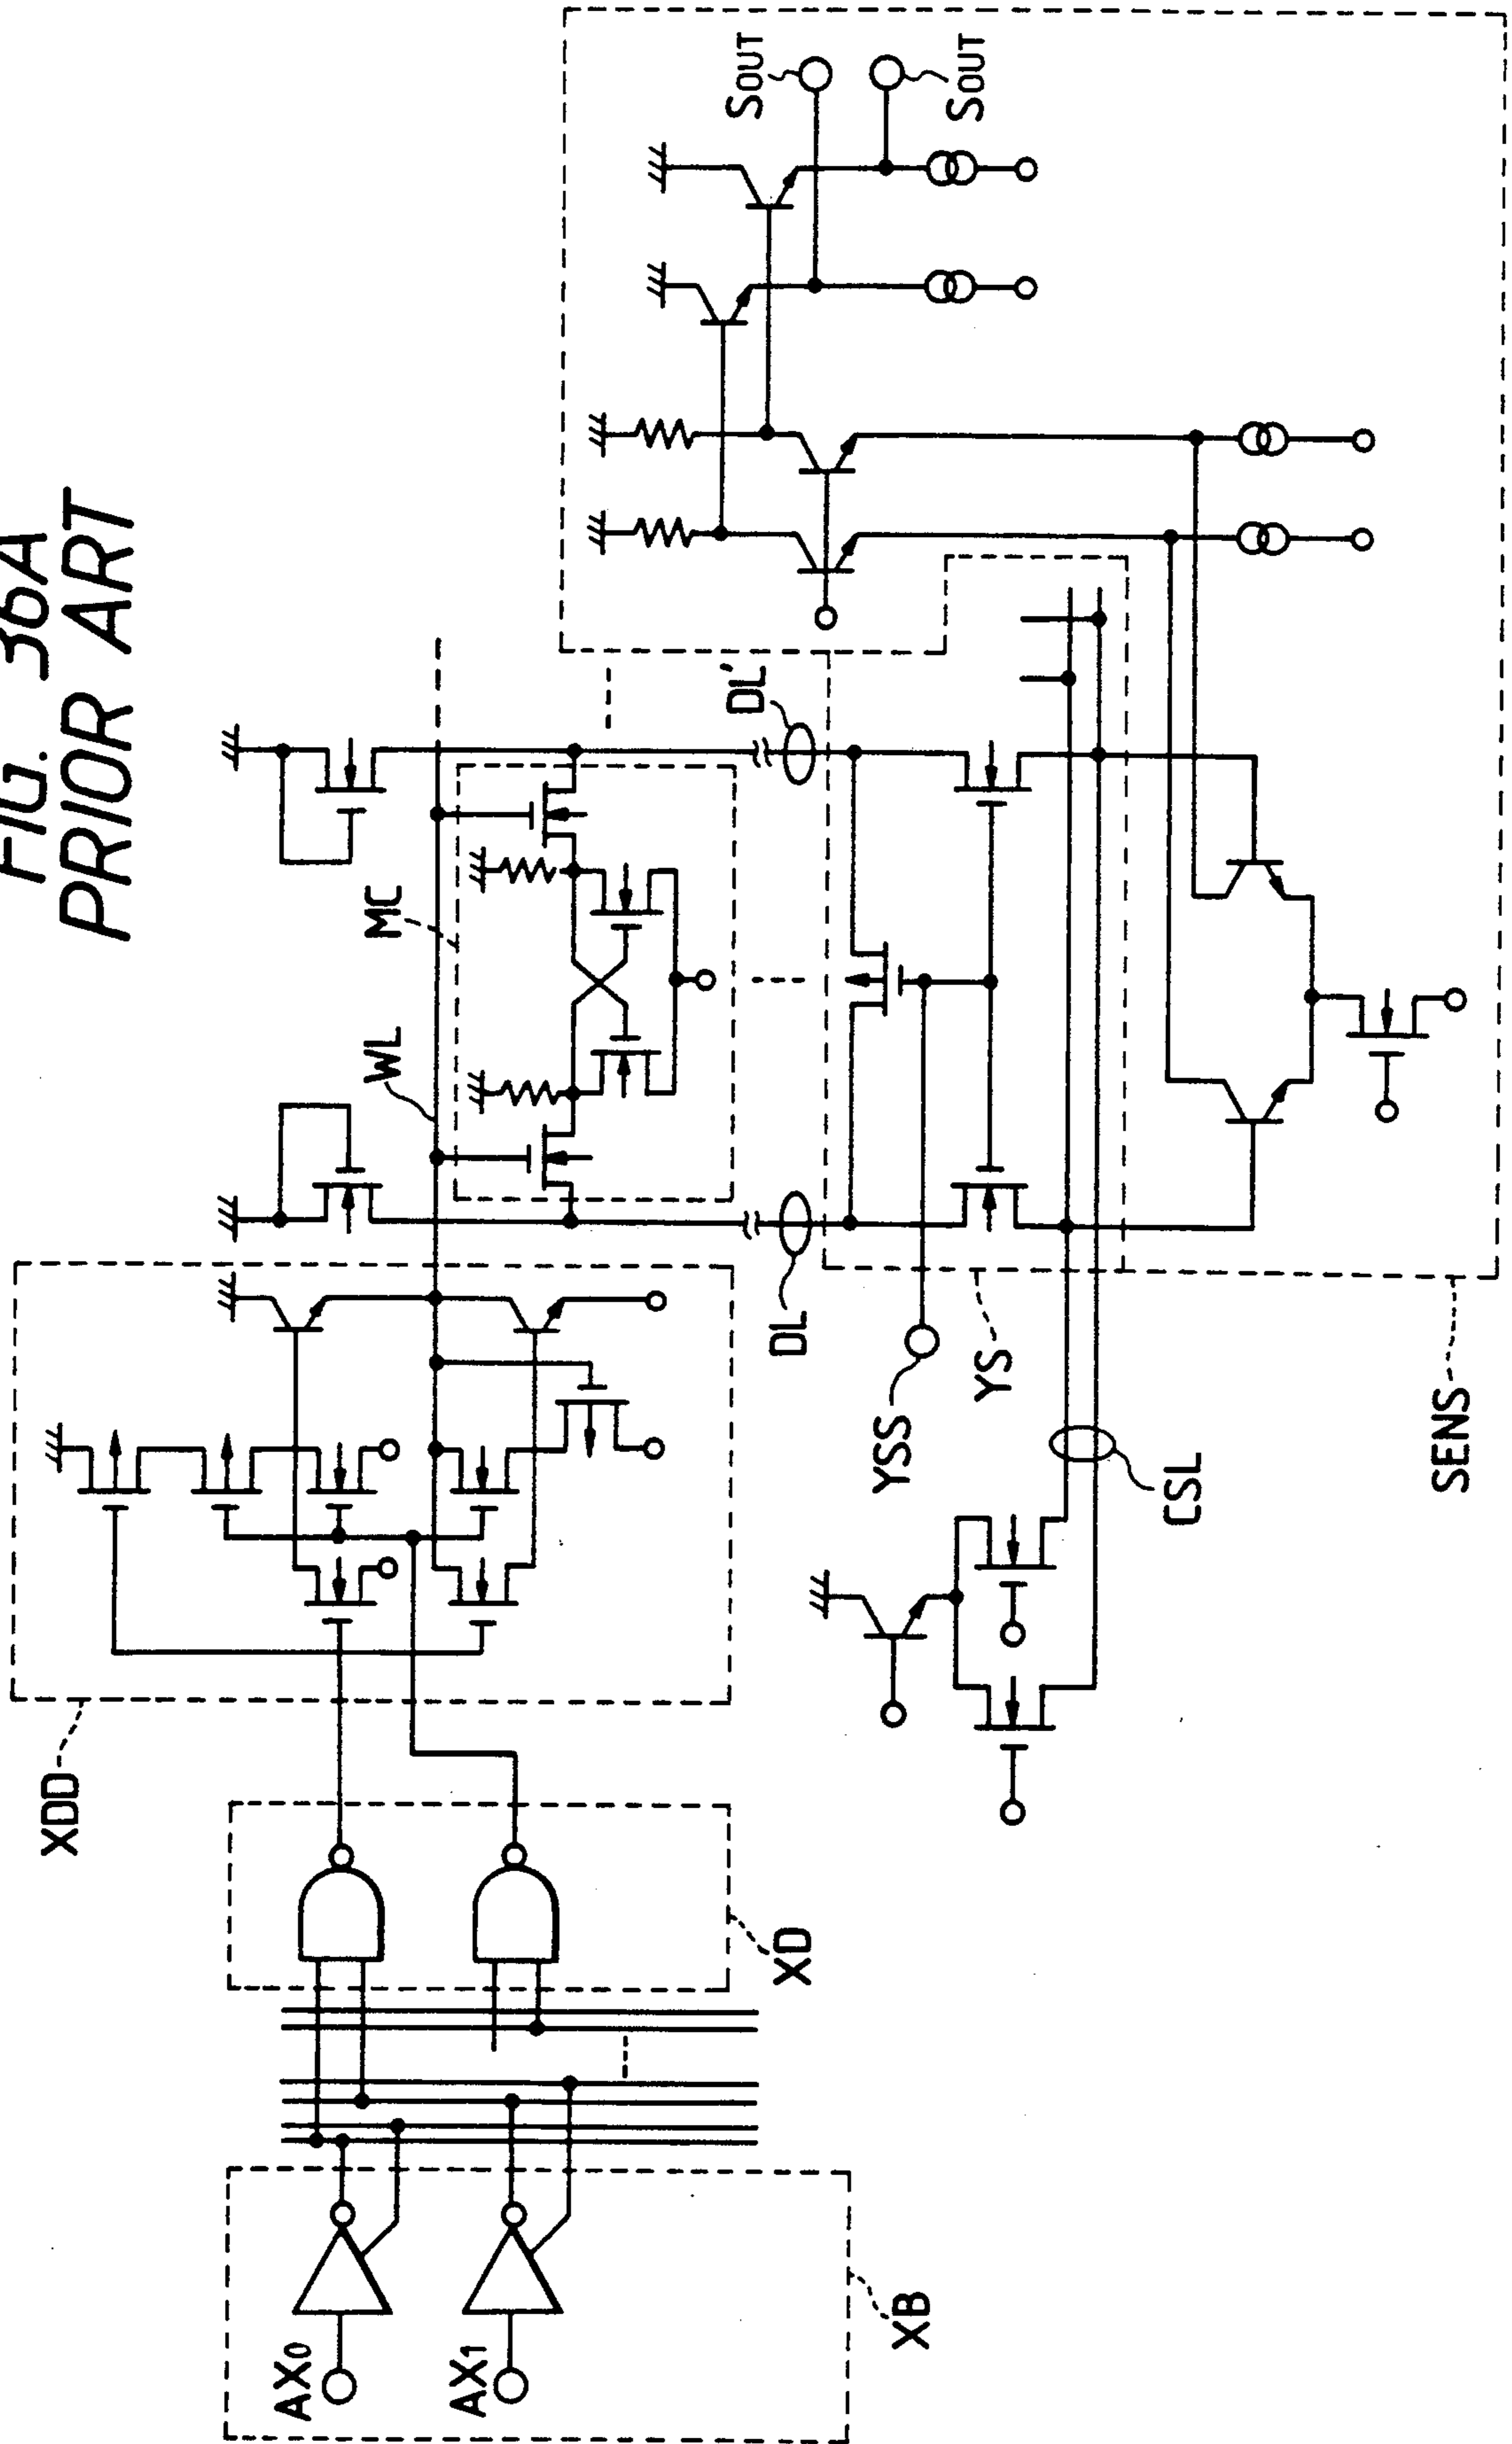 FIG. 36A
PRIOR ART
SOUT
SOUT
DL'
MC
WL
DL
YSS
YS
CSL
SENS
XDD
XD
AX0
AX1
XB